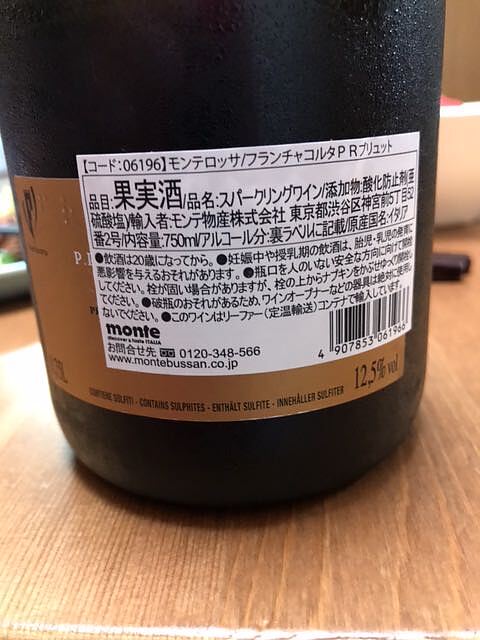 【コード:06196】モンテロッサ/フランチャコルタPRブリュット
品目:果実酒/品名:スパークリングワイン/添加物:酸化防止剤(亜
硫酸塩)/輸入者:モンテ物産株式会社 東京都渋谷区神宮前5丁目52
番2号/内容量:750ml/アルコール分:裏ラベルに記載/原産国名:イタリア
●飲酒は20歳になってから。●妊娠中や授乳期の飲酒は、胎児・乳児の発育に
悪影響を与えるおそれがあります。●瓶口を人のいない安全な方向に向けて開栓
してください。栓が固い場合がありますが、栓の上からナプキンをかぶせゆっくり開栓し
てください。●破瓶のおそれがあるため、ワインオープナーなどの器具は絶対に使用し
ないでください。●このワインはリーファー(定温輸送)コンテナで輸入しています。
monte
discover & taste ITALIA
お問合せ先 0120-348-566
www.montebussan.co.jp
4 907853 061966
P.R
12,5% vol
CONTIENE SOLFITI - CONTAINS SULPHITES - ENTHÄLT SULFITE - INNEHÅLLER SULFITER